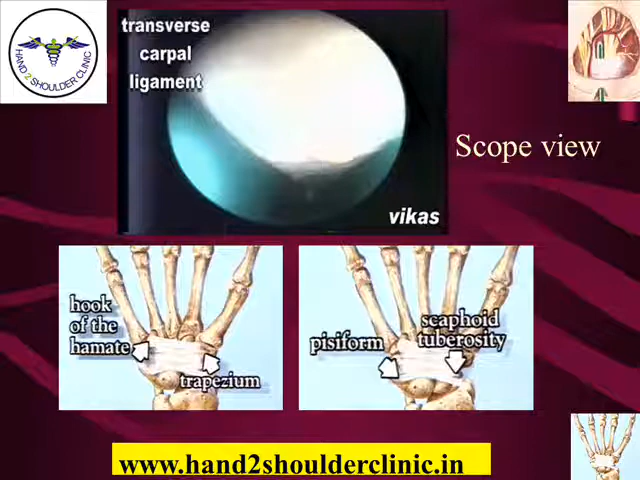 HAND 2 SHOULDER CLINIC
transverse
carpal
ligament
Scope view
vikas
hook
of the
hamate
trapezium
pisiform
scaphoid
tuberosity
www.hand2shoulderclinic.in